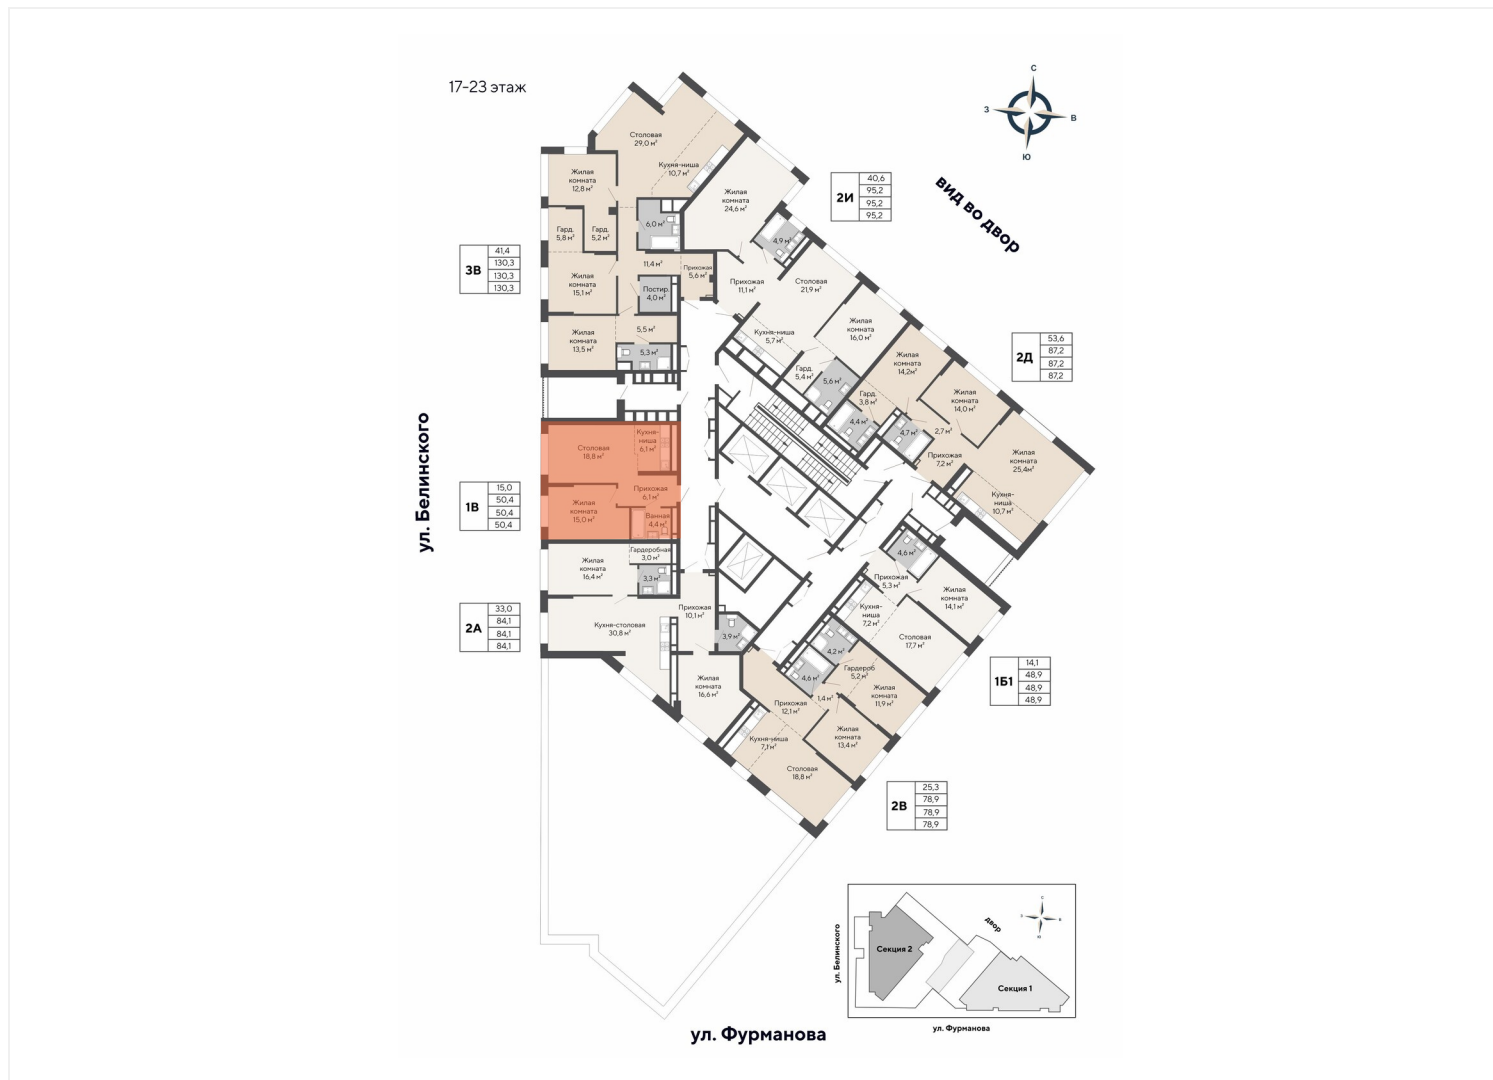 17-23 этаж
С
З
В
Ю
вид во двор
ул. Белинского
Столовая
29,0 м²
Кухня-ниша
10,7 м²
Жилая
комната
12,8 м²
Гард.
5,8 м²
Гард.
5,2 м²
6,0 м²
11,4 м²
Прихожая
5,6 м²
Жилая
комната
15,1 м²
Постир.
4,0 м²
Жилая
комната
13,5 м²
5,5 м²
5,3 м²
3В
41,4
130,3
130,3
130,3
Жилая
комната
24,6 м²
4,9 м²
Прихожая
11,1 м²
Столовая
21,9 м²
Кухня-ниша
5,7 м²
Жилая
комната
16,0 м²
Гард.
5,4 м²
5,6 м²
2И
40,6
95,2
95,2
95,2
Жилая
комната
14,2м²
Гард.
3,8 м²
4,4 м²
4,7 м²
2,7 м²
Жилая
комната
14,0 м²
Прихожая
7,2 м²
Жилая
комната
25,4м²
Кухня-
ниша
10,7 м²
2Д
53,6
87,2
87,2
87,2
Столовая
18,8 м²
Кухня-
ниша
6,1 м²
Прихожая
6,1 м²
Жилая
комната
15,0 м²
Ванная
4,4 м²
1В
15,0
50,4
50,4
50,4
Жилая
комната
16,4 м²
Гардеробная
3,0 м²
3,3 м²
Прихожая
10,1 м²
Кухня-столовая
30,8 м²
3,9 м²
Жилая
комната
16,6 м²
2А
33,0
84,1
84,1
84,1
4,6 м²
Прихожая
5,3 м²
Жилая
комната
14,1 м²
Кухня-
ниша
7,2 м²
Столовая
17,7 м²
1Б1
14,1
48,9
48,9
48,9
4,2 м²
4,6 м²
Гардероб
5,2 м²
1,4 м²
Жилая
комната
11,9 м²
Прихожая
12,1 м²
Жилая
комната
13,4 м²
Кухня-ниша
7,1 м²
Столовая
18,8 м²
2В
25,3
78,9
78,9
78,9
ул. Фурманова
ул. Белинского
Секция 2
двор
Секция 1
ул. Фурманова